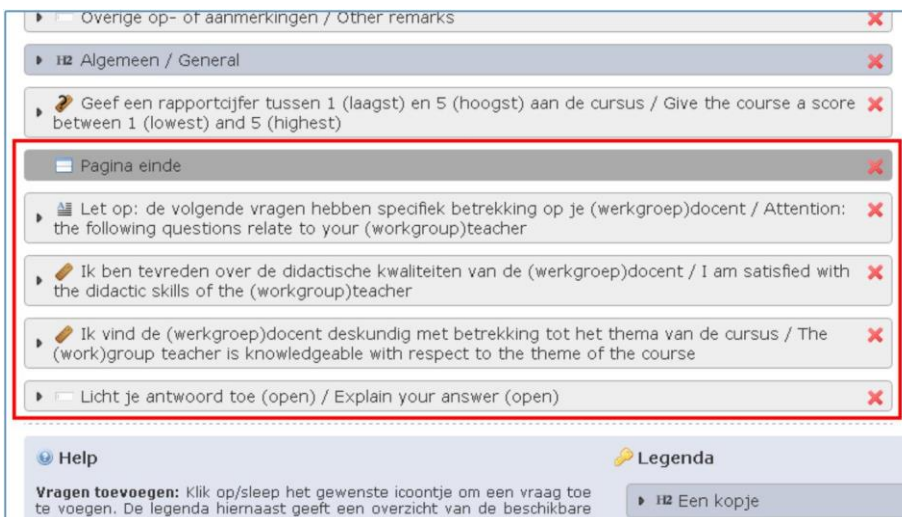 Overige op- of aanmerkingen / Other remarks
H2 Algemeen / General
Geef een rapportcijfer tussen 1 (laagst) en 5 (hoogst) aan de cursus / Give the course a score
between 1 (lowest) and 5 (highest)
Pagina einde
Let op: de volgende vragen hebben specifiek betrekking op je (werkgroep)docent / Attention:
the following questions relate to your (workgroup)teacher
Ik ben tevreden over de didactische kwaliteiten van de (werkgroep)docent / I am satisfied with
the didactic skills of the (workgroup)teacher
Ik vind de (werkgroep)docent deskundig met betrekking tot het thema van de cursus / The
(work)group teacher is knowledgeable with respect to the theme of the course
Licht je antwoord toe (open) / Explain your answer (open)
Help
Vragen toevoegen: Klik op/sleep het gewenste icoontje om een vraag toe
te voegen. De legenda hiernaast geeft een overzicht van de beschikbare
Legenda
H2 Een kopje